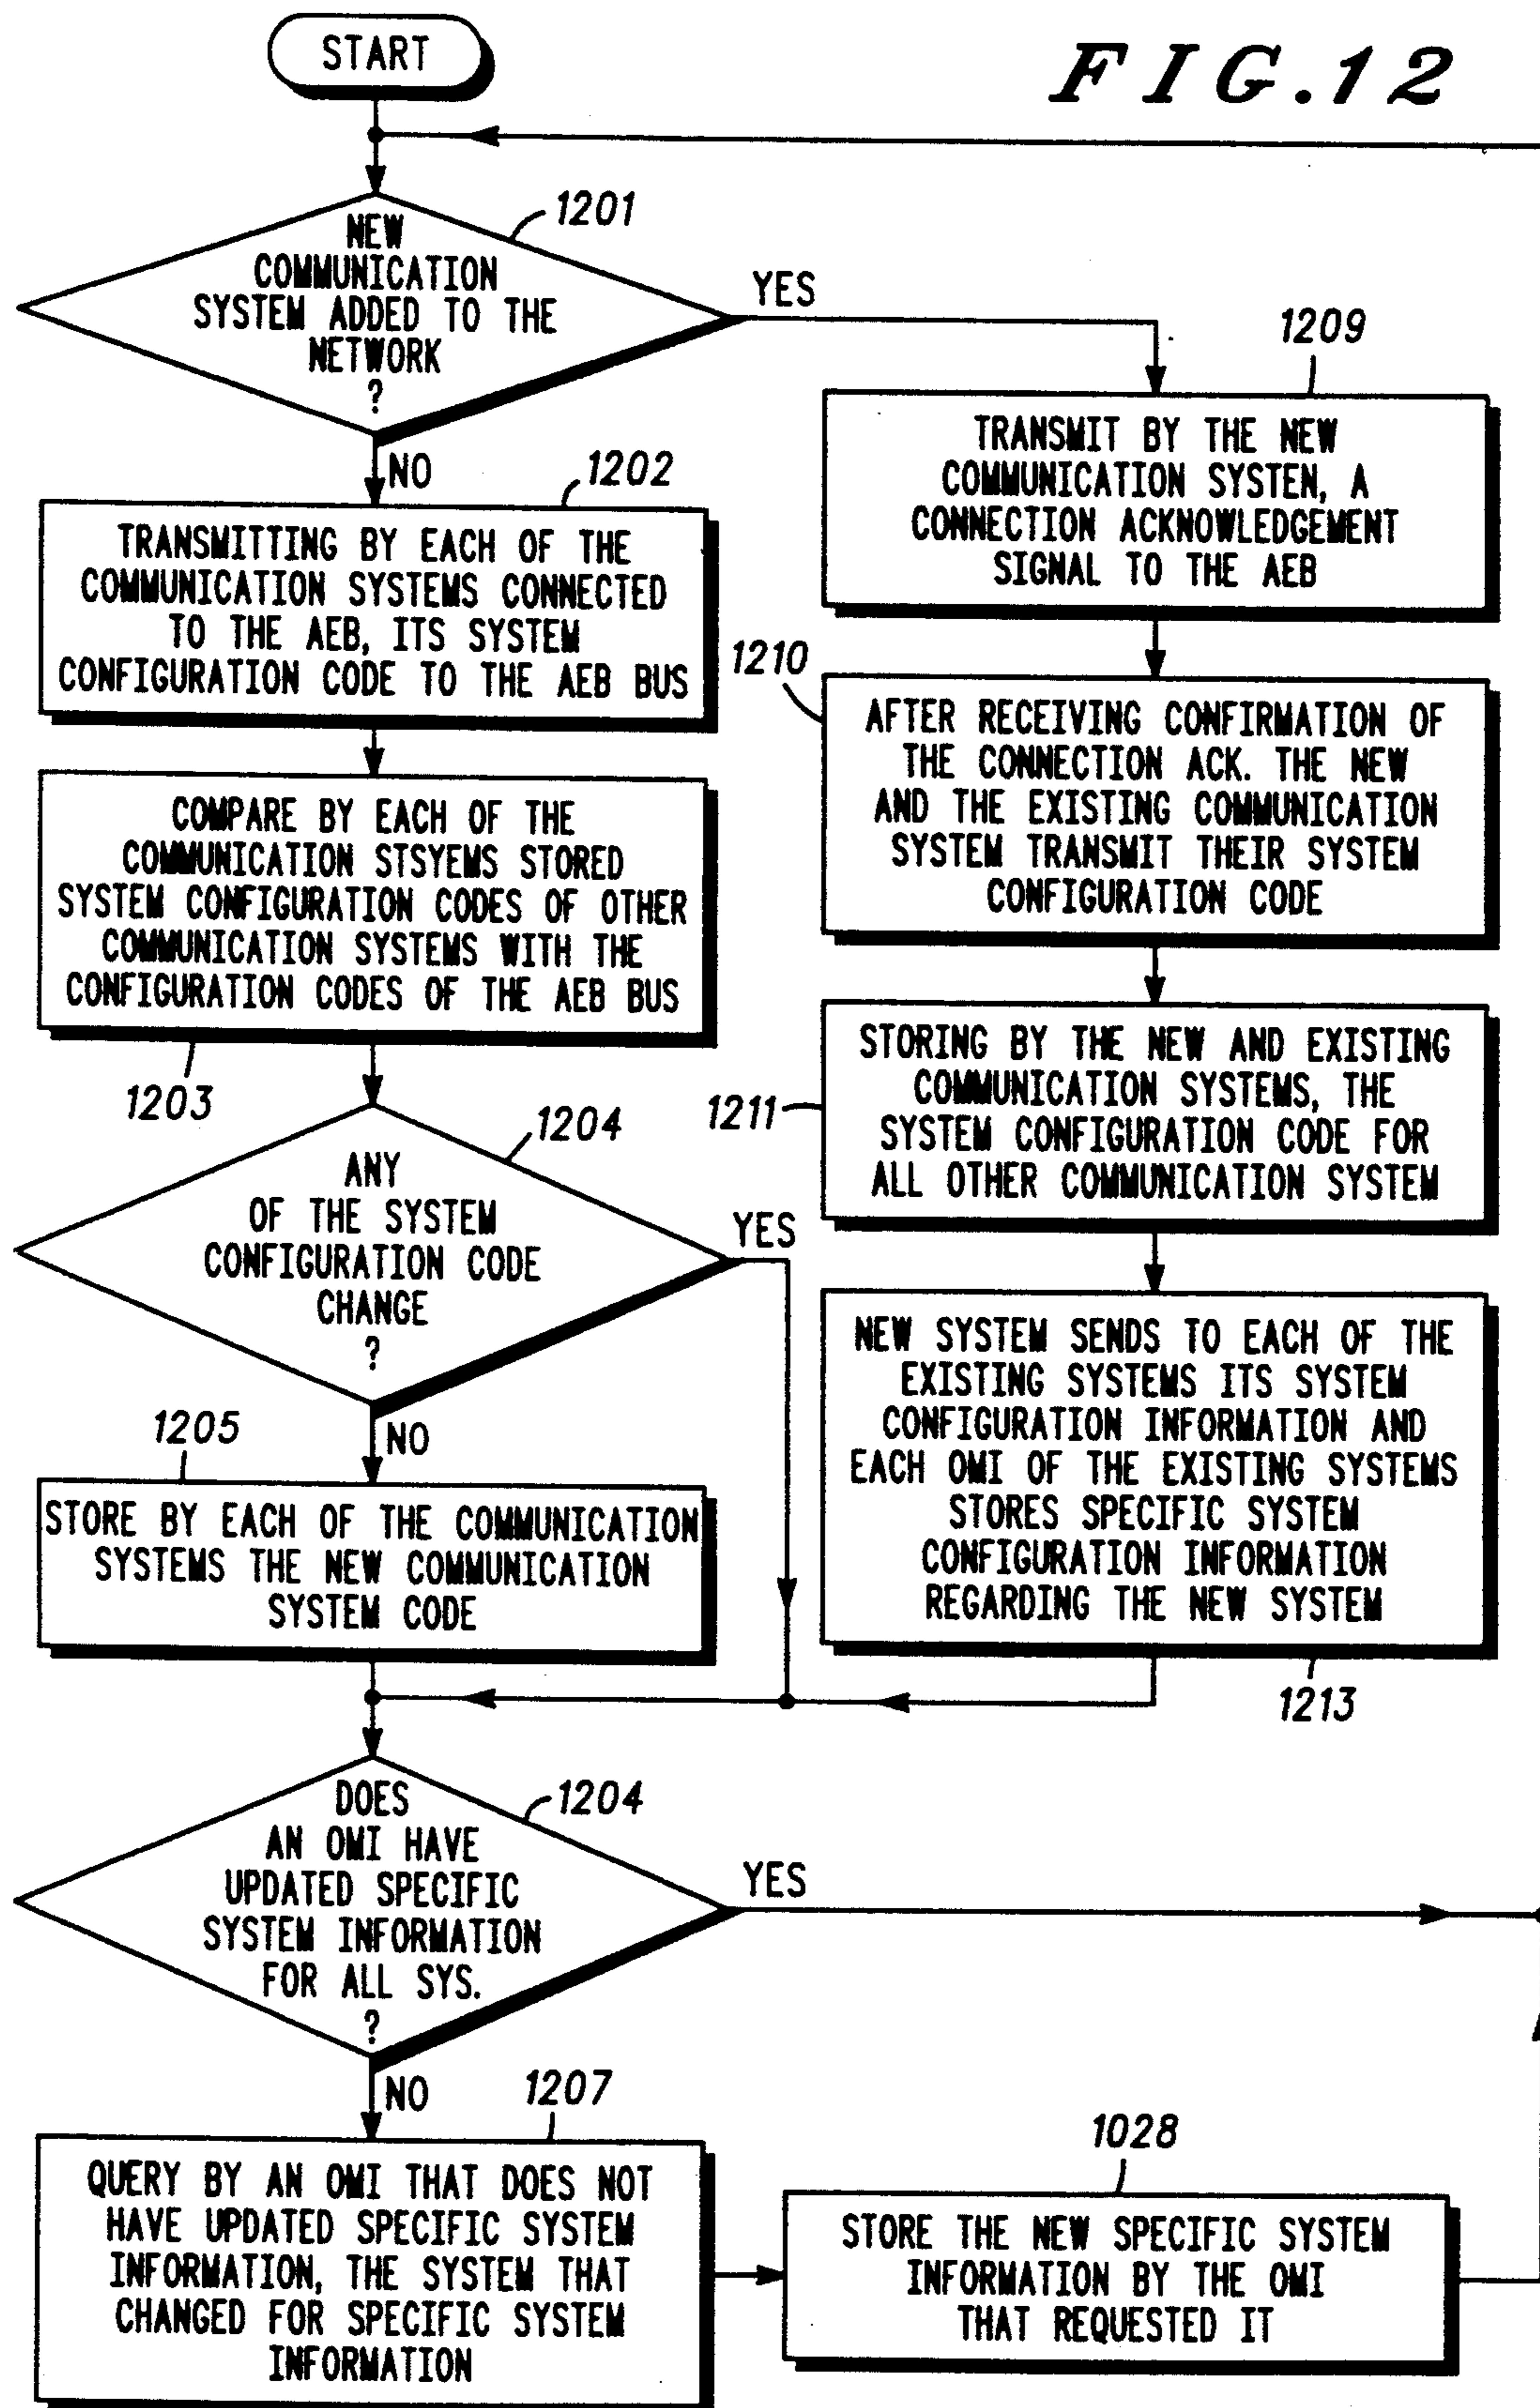 START
FIG.12
1201
NEW
COMMUNICATION
SYSTEM ADDED TO THE
NETWORK
?
YES
NO
1202
TRANSMITTING BY EACH OF THE
COMMUNICATION SYSTEMS CONNECTED
TO THE AEB, ITS SYSTEM
CONFIGURATION CODE TO THE AEB BUS
COMPARE BY EACH OF THE
COMMUNICATION STSYEMS STORED
SYSTEM CONFIGURATION CODES OF OTHER
COMMUNICATION SYSTEMS WITH THE
CONFIGURATION CODES OF THE AEB BUS
1203
1204
ANY
OF THE SYSTEM
CONFIGURATION CODE
CHANGE
?
YES
NO
1205
STORE BY EACH OF THE COMMUNICATION
SYSTEMS THE NEW COMMUNICATION
SYSTEM CODE
1209
TRANSMIT BY THE NEW
COMMUNICATION SYSTEN, A
CONNECTION ACKNOWLEDGEMENT
SIGNAL TO THE AEB
1210
AFTER RECEIVING CONFIRMATION OF
THE CONNECTION ACK. THE NEW
AND THE EXISTING COMMUNICATION
SYSTEM TRANSMIT THEIR SYSTEM
CONFIGURATION CODE
1211
STORING BY THE NEW AND EXISTING
COMMUNICATION SYSTEMS, THE
SYSTEM CONFIGURATION CODE FOR
ALL OTHER COMMUNICATION SYSTEM
NEW SYSTEM SENDS TO EACH OF THE
EXISTING SYSTEMS ITS SYSTEM
CONFIGURATION INFORMATION AND
EACH OMI OF THE EXISTING SYSTEMS
STORES SPECIFIC SYSTEM
CONFIGURATION INFORMATION
REGARDING THE NEW SYSTEM
1213
1204
DOES
AN OMI HAVE
UPDATED SPECIFIC
SYSTEM INFORMATION
FOR ALL SYS.
?
YES
NO
1207
QUERY BY AN OMI THAT DOES NOT
HAVE UPDATED SPECIFIC SYSTEM
INFORMATION, THE SYSTEM THAT
CHANGED FOR SPECIFIC SYSTEM
INFORMATION
1028
STORE THE NEW SPECIFIC SYSTEM
INFORMATION BY THE OMI
THAT REQUESTED IT